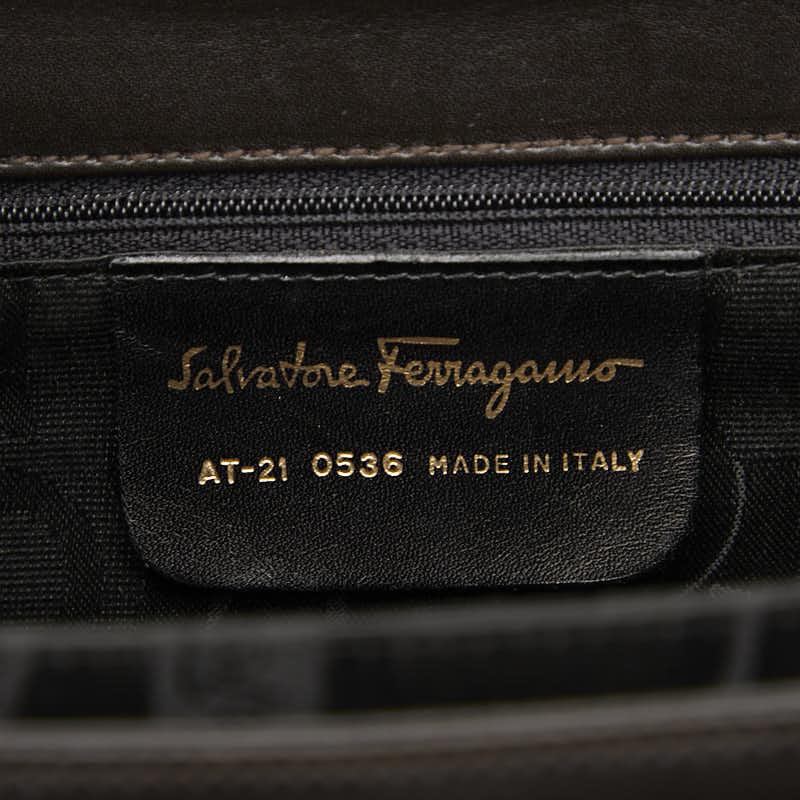 Salvatore Ferragamo
AT-21 0536 MADE IN ITALY